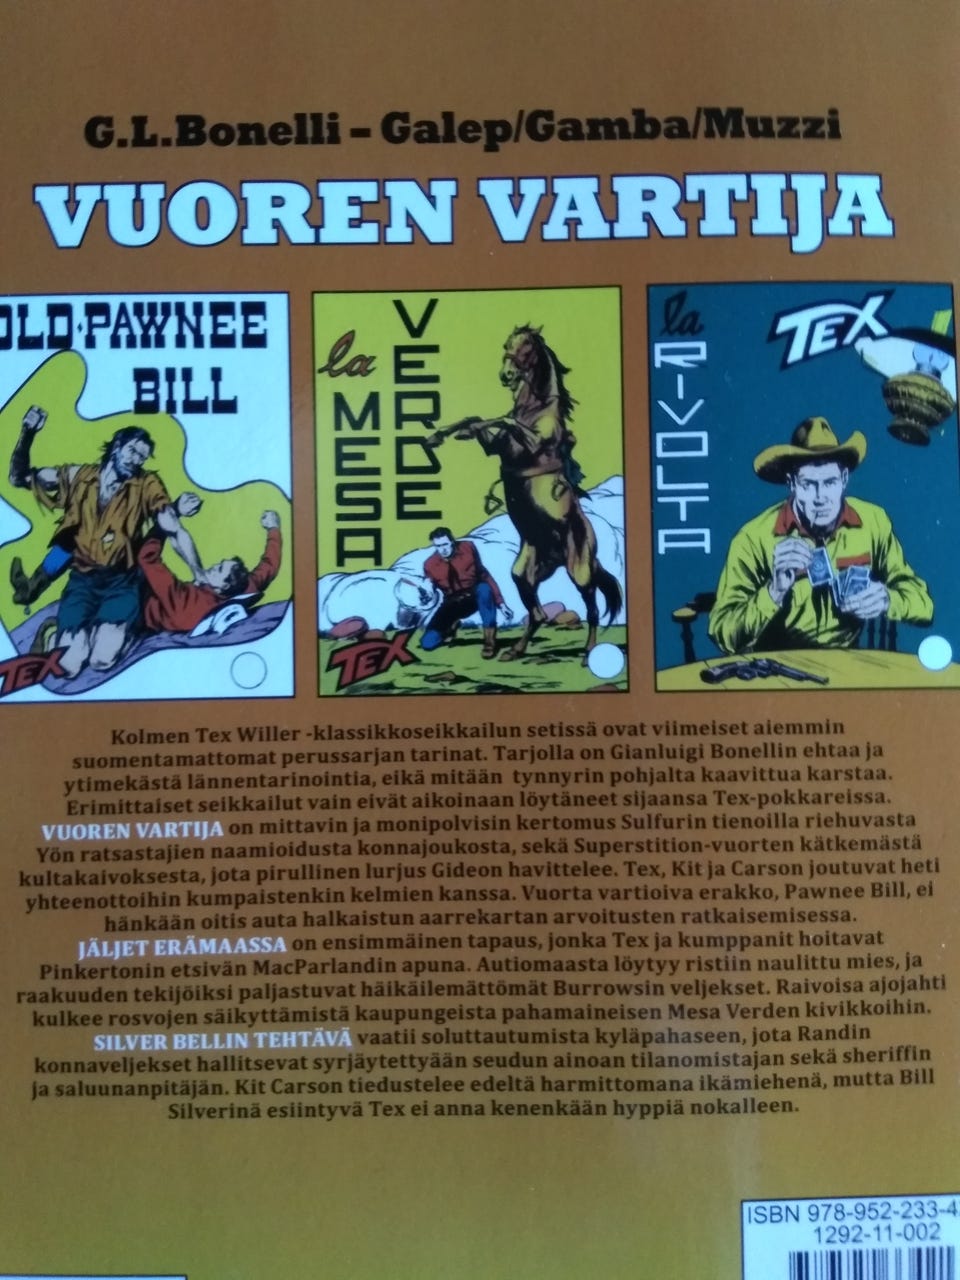 G.L.Bonelli – Galep/Gamba/Muzzi
VUOREN VARTIJA
OLD·PAWNEE
BILL
TEX
la
MESA
VERDE
TEX
la
RIVOLTA
TEX
Kolmen Tex Willer -klassikkoseikkailun setissä ovat viimeiset aiemmin
suomentamattomat perussarjan tarinat. Tarjolla on Gianluigi Bonellin ehtaa ja
ytimekästä lännentarinointia, eikä mitään tynnyrin pohjalta kaavittua karstaa.
Erimittaiset seikkailut vain eivät aikoinaan löytäneet sijaansa Tex-pokkareissa.
VUOREN VARTIJA on mittavin ja monipolvisin kertomus Sulfurin tienoilla riehuvasta
Yön ratsastajien naamioidusta konnajoukosta, sekä Superstition-vuorten kätkemästä
kultakaivoksesta, jota pirullinen lurjus Gideon havittelee. Tex, Kit ja Carson joutuvat heti
yhteenottoihin kumpaistenkin kelmien kanssa. Vuorta vartioiva erakko, Pawnee Bill, ei
hänkään oitis auta halkaistun aarrekartan arvoitusten ratkaisemisessa.
JÄLJET ERÄMAASSA on ensimmäinen tapaus, jonka Tex ja kumppanit hoitavat
Pinkertonin etsivän MacParlandin apuna. Autiomaasta löytyy ristiin naulittu mies, ja
raakuuden tekijöiksi paljastuvat häikäilemättömät Burrowsin veljekset. Raivoisa ajojahti
kulkee rosvojen säikyttämistä kaupungeista pahamaineisen Mesa Verden kivikkoihin.
SILVER BELLIN TEHTÄVÄ vaatii soluttautumista kyläpahaseen, jota Randin
konnaveljekset hallitsevat syrjäytettyään seudun ainoan tilanomistajan sekä sheriffin
ja saluunanpitäjän. Kit Carson tiedustelee edeltä harmittomana ikämiehenä, mutta Bill
Silverinä esiintyvä Tex ei anna kenenkään hyppiä nokalleen.
ISBN 978-952-233-4
1292-11-002